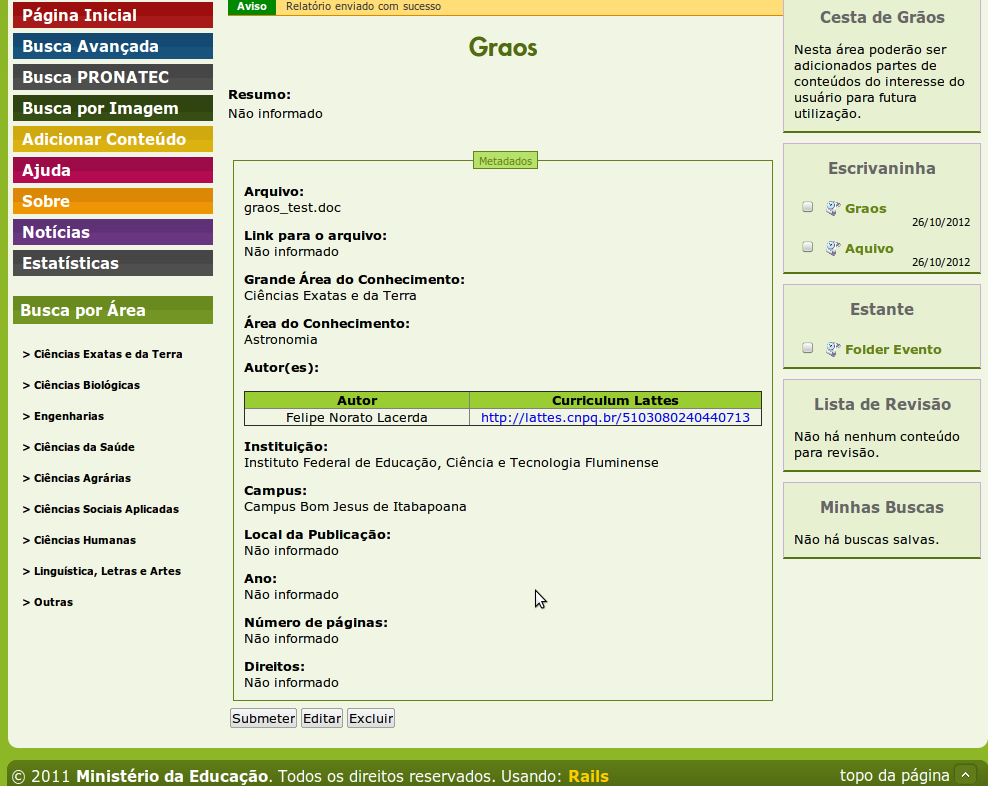 Página Inicial
Busca Avançada
Busca PRONATEC
Busca por Imagem
Adicionar Conteúdo
Ajuda
Sobre
Notícias
Estatísticas
Busca por Área
> Ciências Exatas e da Terra
> Ciências Biológicas
> Engenharias
> Ciências da Saúde
> Ciências Agrárias
> Ciências Sociais Aplicadas
> Ciências Humanas
> Linguística, Letras e Artes
> Outras
Aviso Relatório enviado com sucesso
Graos
Resumo:
Não informado
Metadados
Arquivo:
graos_test.doc
Link para o arquivo:
Não informado
Grande Área do Conhecimento:
Ciências Exatas e da Terra
Área do Conhecimento:
Astronomia
Autor(es):
Autor Curriculum Lattes
Felipe Norato Lacerda http://lattes.cnpq.br/5103080240440713
Instituição:
Instituto Federal de Educação, Ciência e Tecnologia Fluminense
Campus:
Campus Bom Jesus de Itabapoana
Local da Publicação:
Não informado
Ano:
Não informado
Número de páginas:
Não informado
Direitos:
Não informado
Submeter Editar Excluir
Cesta de Grãos
Nesta área poderão ser
adicionados partes de
conteúdos do interesse do
usuário para futura
utilização.
Escrivaninha
Graos
26/10/2012
Aquivo
26/10/2012
Estante
Folder Evento
Lista de Revisão
Não há nenhum conteúdo
para revisão.
Minhas Buscas
Não há buscas salvas.
© 2011 Ministério da Educação. Todos os direitos reservados. Usando: Rails
topo da página